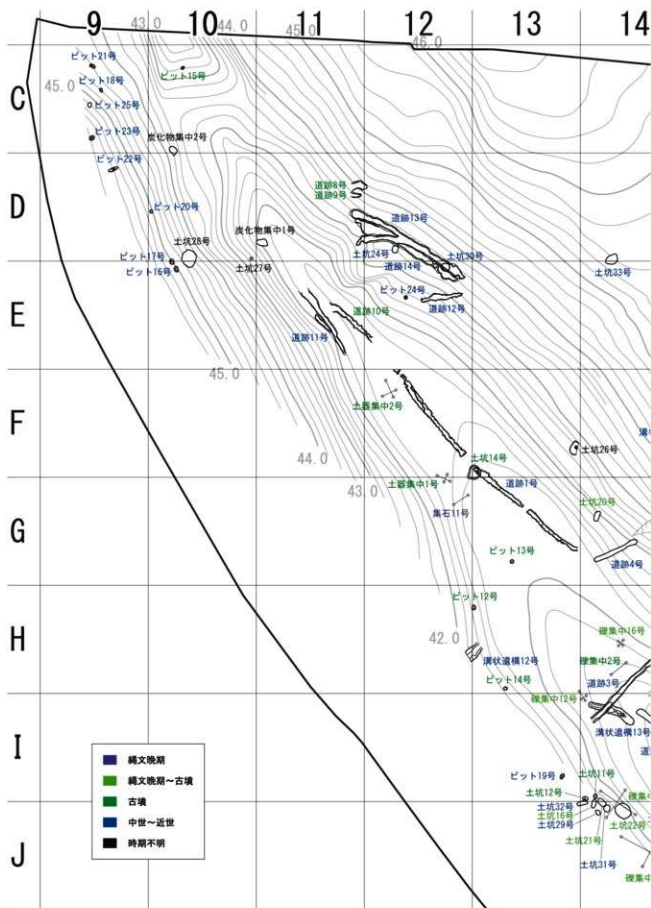 9 10 11 12 13 14
43.0 44.0 45.0 46.0
C
ピット21号
ピット18号
45.0
ピット15号
ピット25号
ピット23号
炭化物集中2号
ピット22号
D
道跡8号
道跡9号
ピット20号
道跡13号
炭化物集中1号
土坑28号
土坑24号
土坑30号
道跡14号
ピット17号
ピット16号
土坑27号
土坑33号
E
ピット24号
道跡12号
道跡10号
道跡11号
45.0
F
土器集中2号
土坑26号
44.0
土坑14号
土器集中1号
43.0
道跡1号
G
集石11号
土坑20号
ピット13号
道跡4号
ピット12号
H
42.0
礫集中16号
溝状遺構12号
礫集中2号
道跡3号
ピット14号
礫集中12号
I
溝状遺構13号
ピット19号
土坑11号
土坑12号
礫集中
土坑32号
土坑16号
土坑29号
土坑22号
J
土坑21号
土坑31号
礫集中
縄文晩期
縄文晩期～古墳
古墳
中世～近世
時期不明